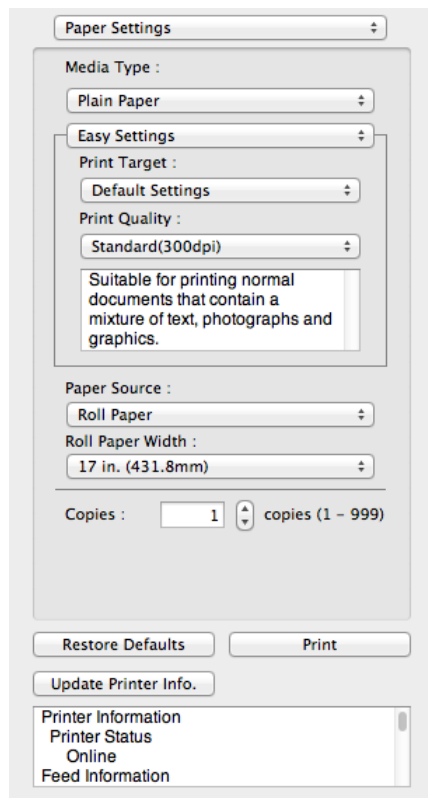 Paper Settings
Media Type :
Plain Paper
Easy Settings
Print Target :
Default Settings
Print Quality :
Standard(300dpi)
Suitable for printing normal
documents that contain a
mixture of text, photographs and
graphics.
Paper Source :
Roll Paper
Roll Paper Width :
17 in. (431.8mm)
Copies : 1 copies (1 – 999)
Restore Defaults Print
Update Printer Info.
Printer Information
Printer Status
Online
Feed Information